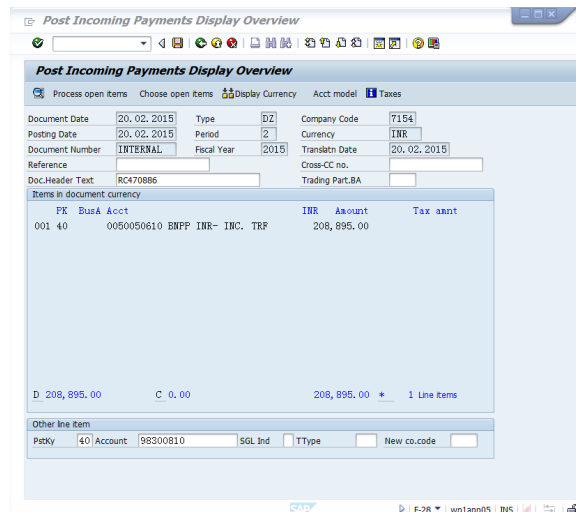 Post Incoming Payments Display Overview
Post Incoming Payments Display Overview
Process open items Choose open items Display Currency Acct model Taxes
Document Date 20.02.2015 Type DZ Company Code 7154
Posting Date 20.02.2015 Period 2 Currency INR
Document Number INTERNAL Fiscal Year 2015 Translatn Date 20.02.2015
Reference Cross-CC no.
Doc.Header Text RC470886 Trading Part.BA
Items in document currency
PK BusA Acct INR Amount Tax amnt
001 40 0050050610 BNPP INR- INC. TRF 208,895.00
D 208,895.00 C 0.00 208,895.00 * 1 Line items
Other line item
PstKy 40 Account 98300810 SGL Ind TType New co.code
SAP F-28 wp1app05 INS